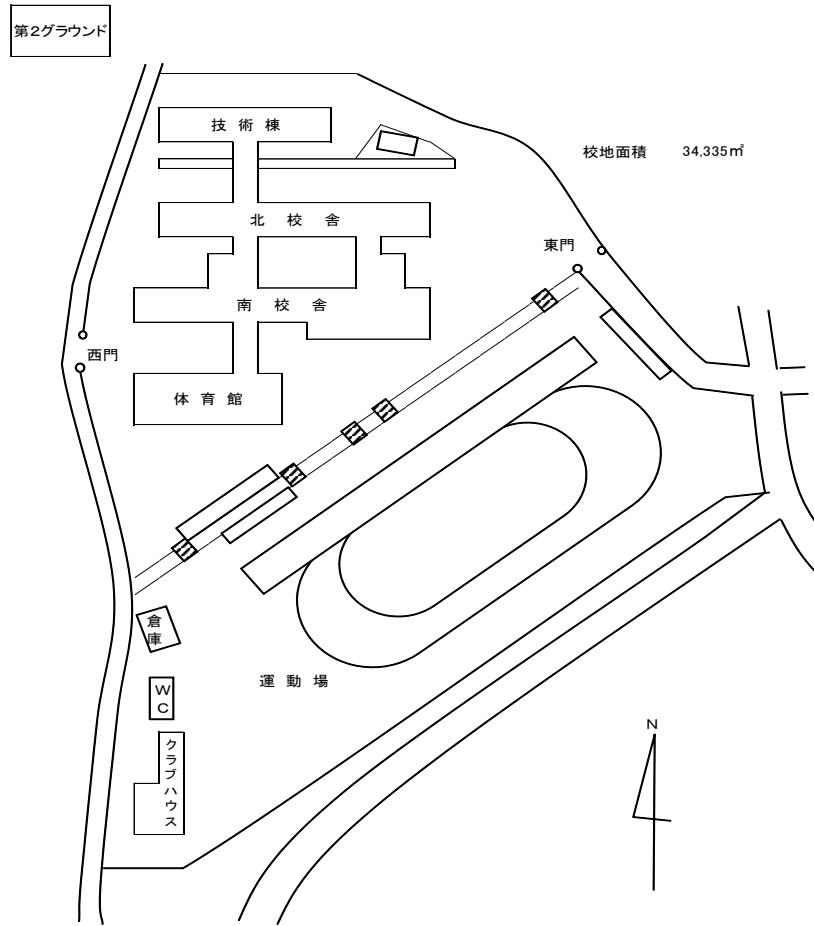 第2グラウンド
技術棟
校地面積 34,335㎡
北校舎
東門
南校舎
西門
体育館
倉庫
運動場
WC
N
クラブハウス